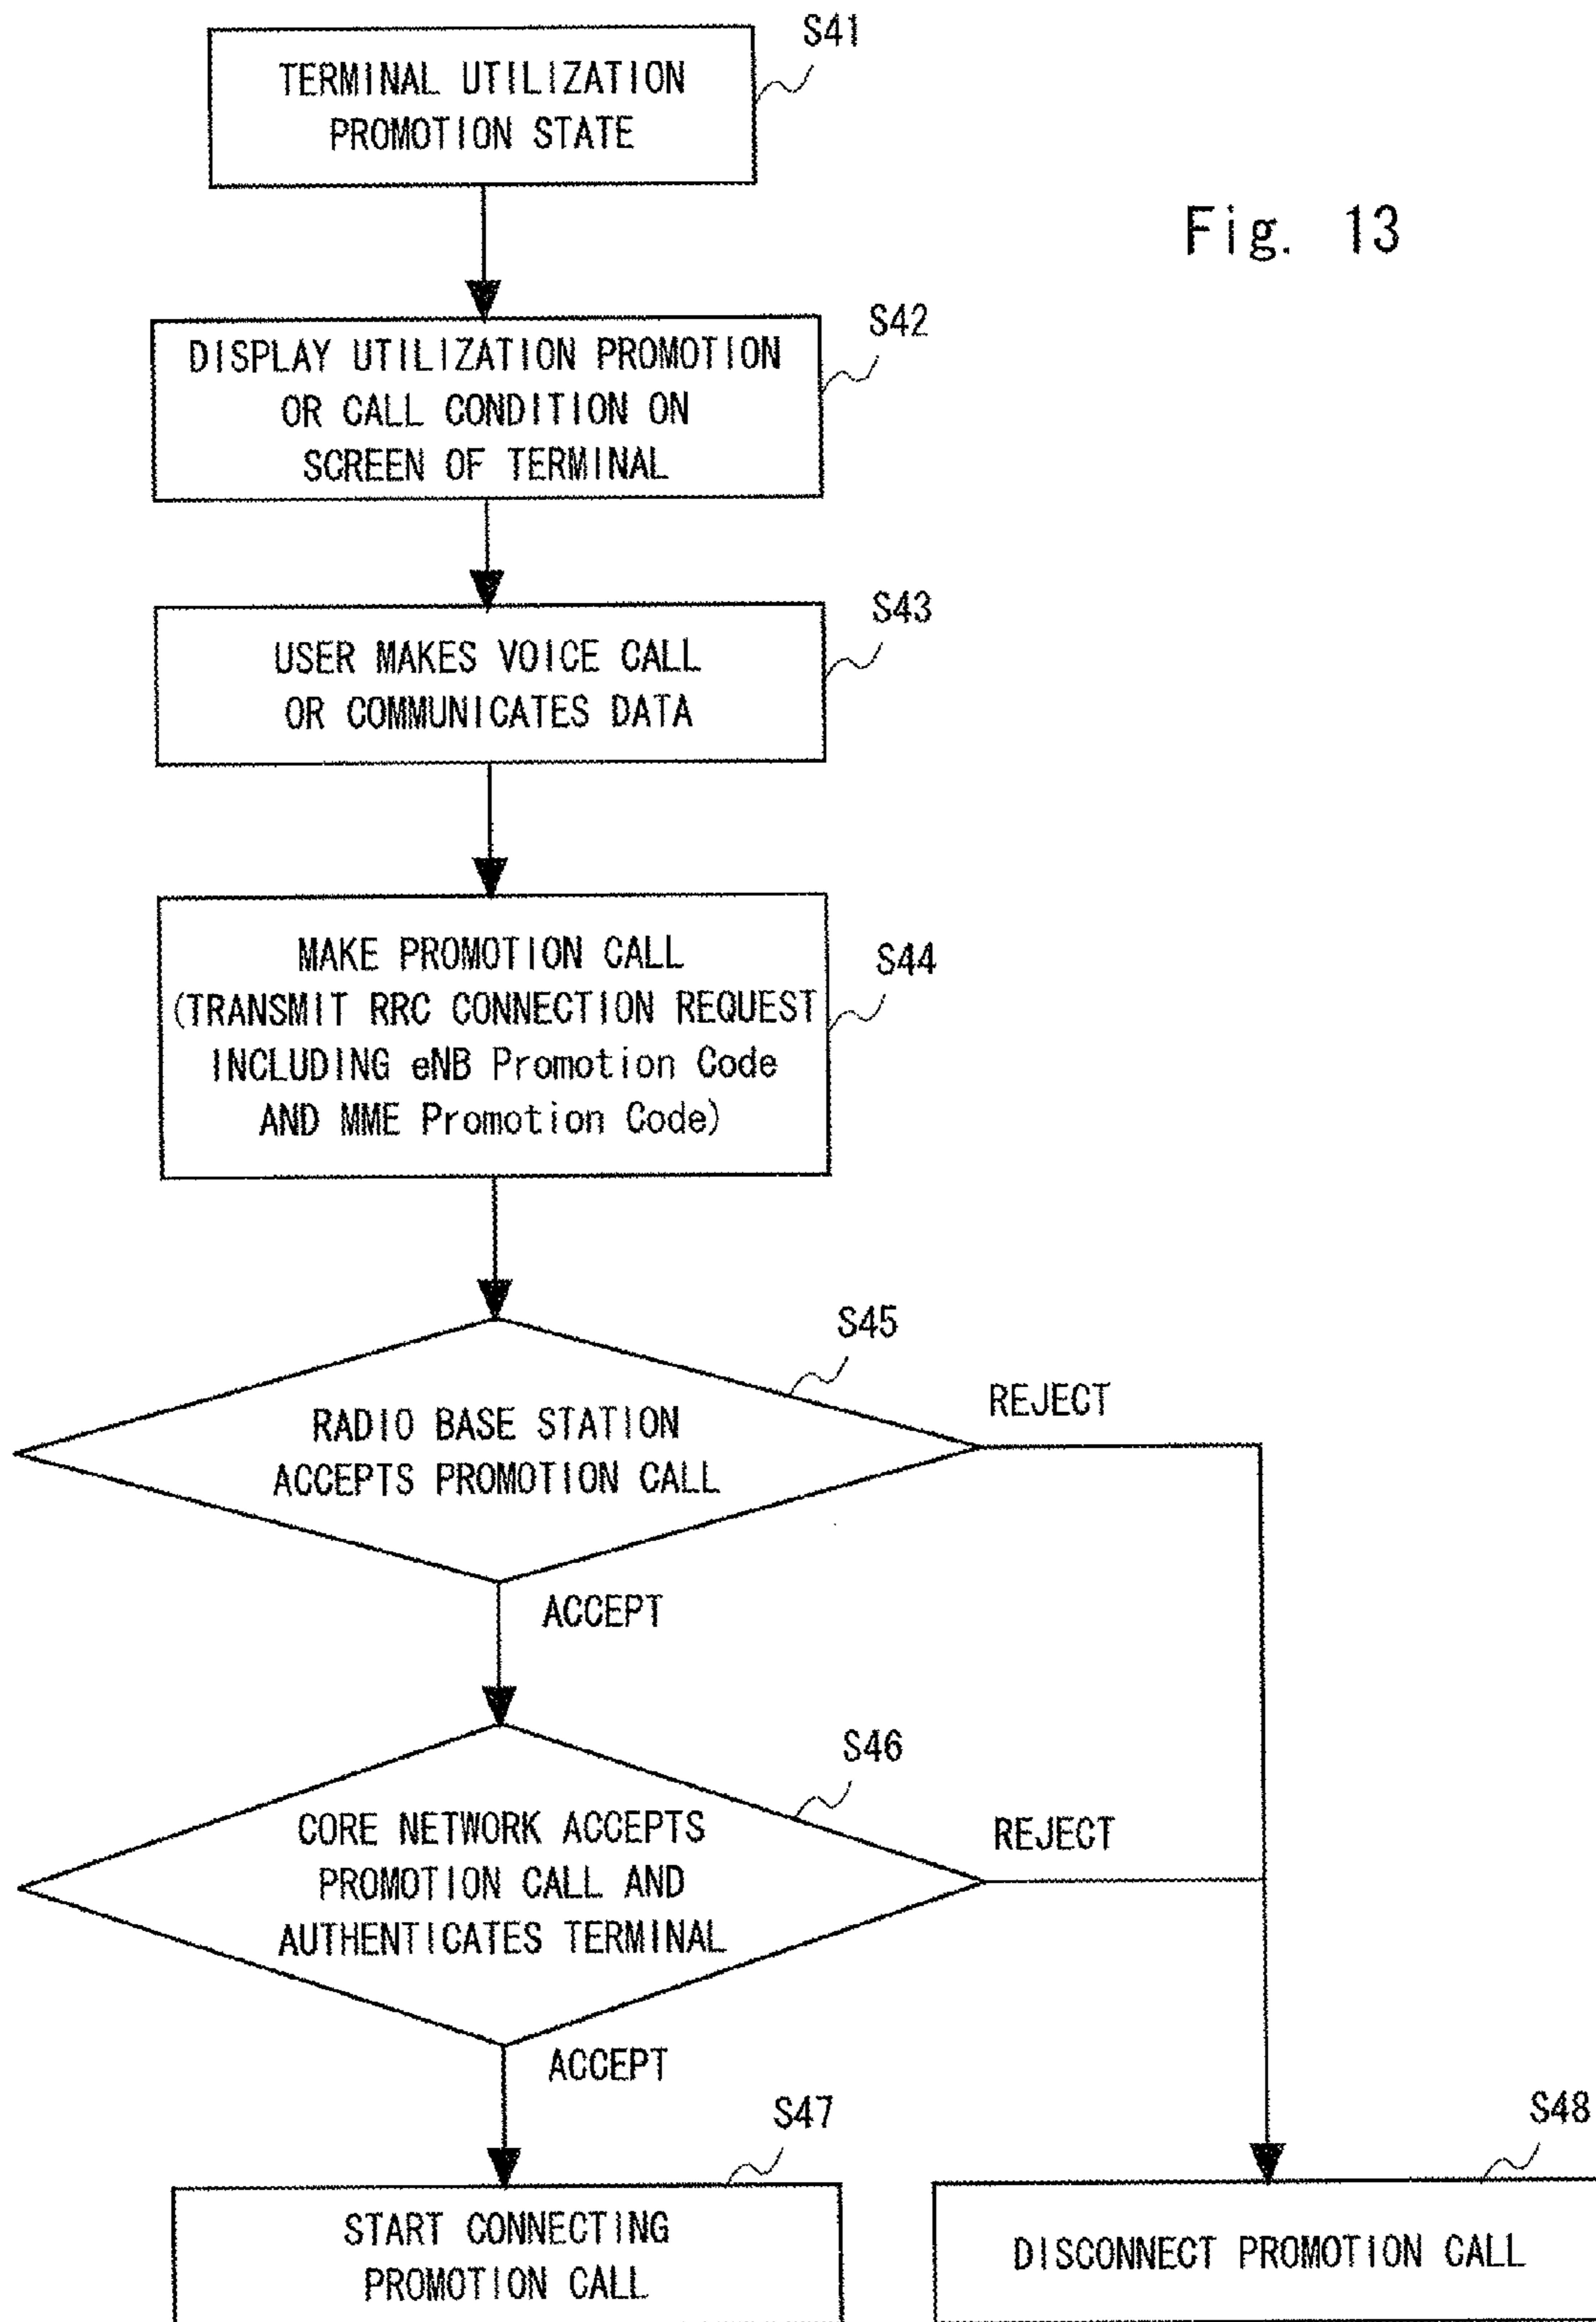 S41
TERMINAL UTILIZATION
PROMOTION STATE
Fig. 13
S42
DISPLAY UTILIZATION PROMOTION
OR CALL CONDITION ON
SCREEN OF TERMINAL
S43
USER MAKES VOICE CALL
OR COMMUNICATES DATA
S44
MAKE PROMOTION CALL
(TRANSMIT RRC CONNECTION REQUEST
INCLUDING eNB Promotion Code
AND MME Promotion Code)
S45
RADIO BASE STATION
ACCEPTS PROMOTION CALL
REJECT
ACCEPT
S46
CORE NETWORK ACCEPTS
PROMOTION CALL AND
AUTHENTICATES TERMINAL
REJECT
ACCEPT
S47
START CONNECTING
PROMOTION CALL
S48
DISCONNECT PROMOTION CALL